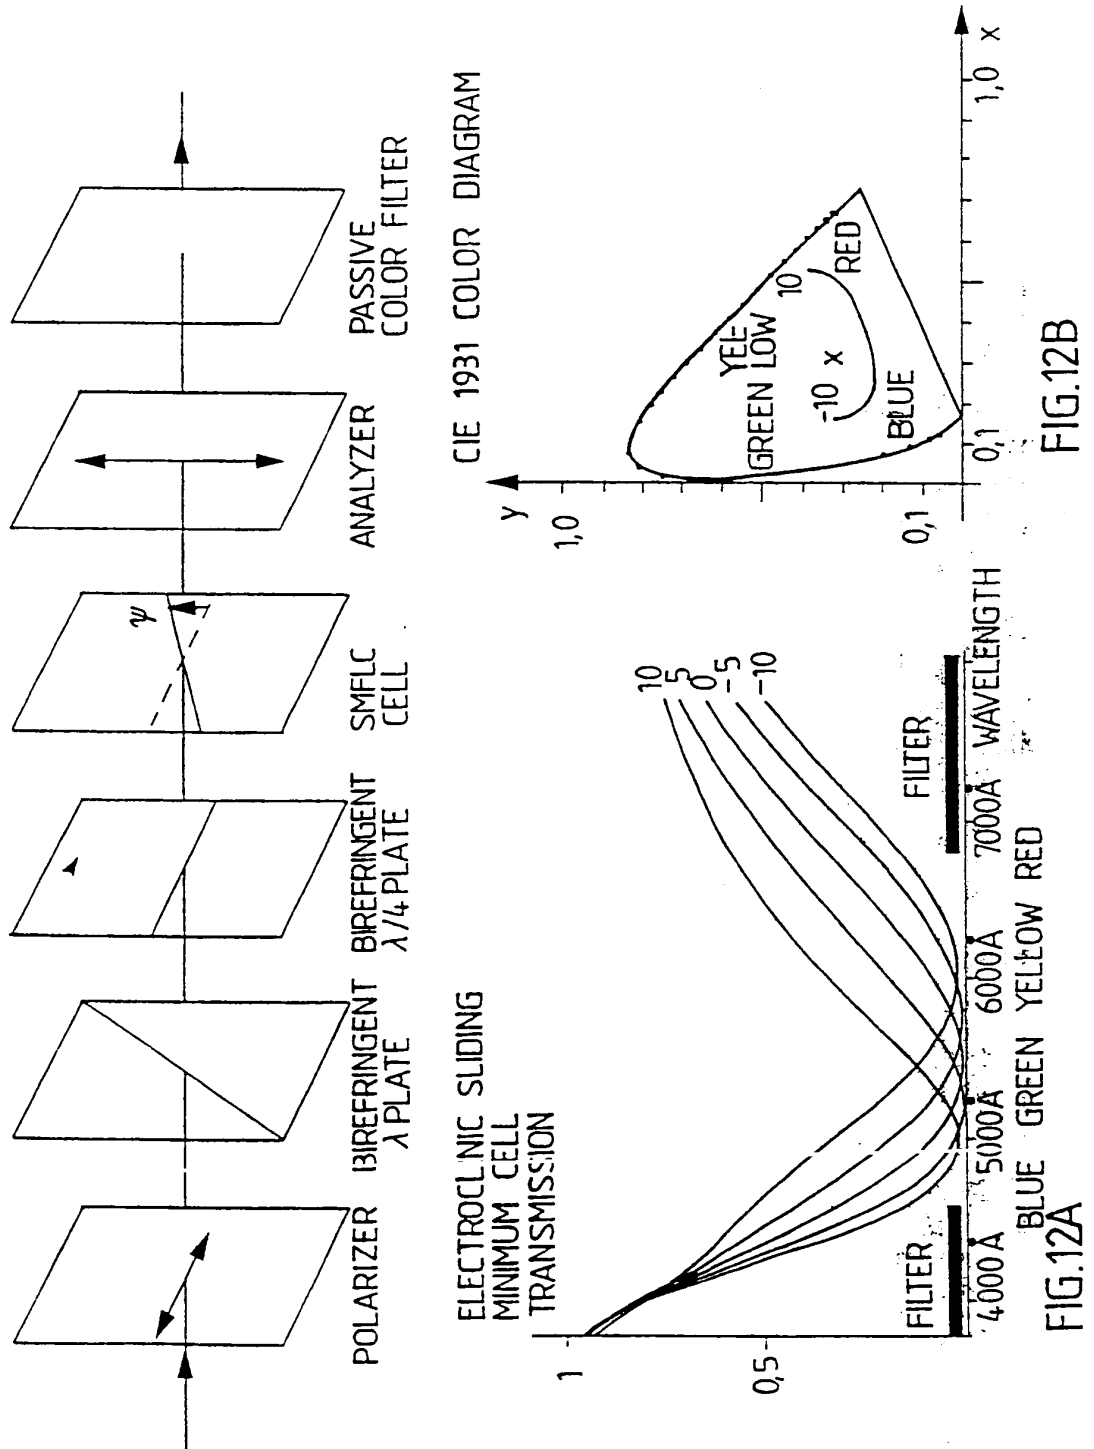 POLARIZER
BIREFRINGENT
λ PLATE
BIREFRINGENT
λ/4 PLATE
SMFLC
CELL
ψ
ANALYZER
PASSIVE
COLOR FILTER
ELECTROCLINIC SLIDING
MINIMUM CELL
TRANSMISSION
1
0,5
10
5
0
-5
-10
FILTER
FILTER
4000A
5000A
6000A
7000A
WAVELENGTH
BLUE
GREEN
YELLOW
RED
FIG.12A
CIE 1931 COLOR DIAGRAM
y
1,0
0,1
YEL-
GREEN LOW
10
RED
-10
x
BLUE
0,1
1,0
x
FIG.12B